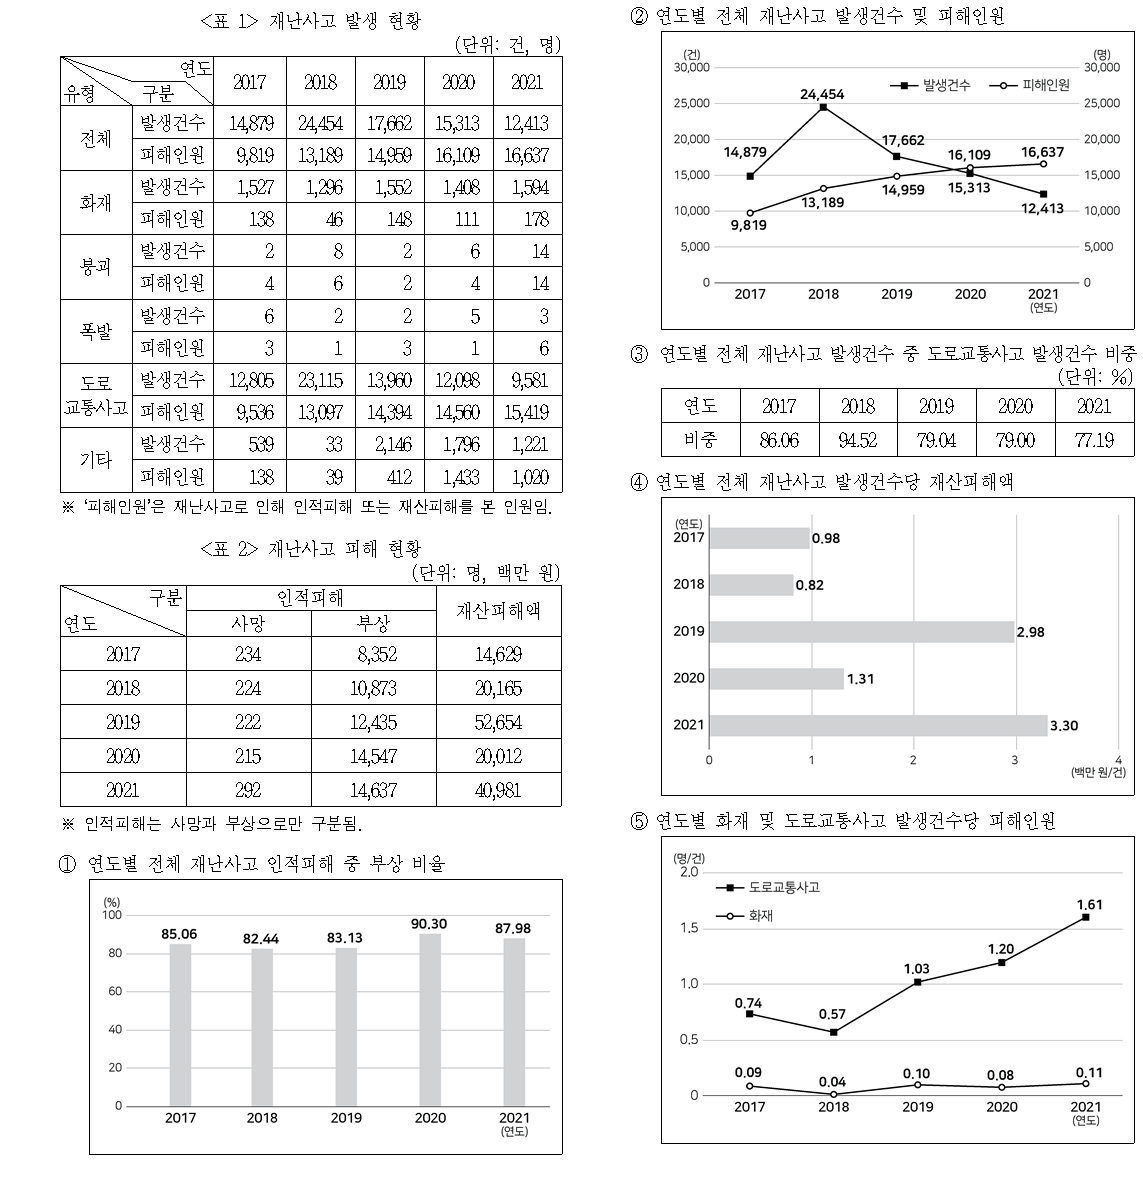 <표 1> 재난사고 발생 현황
(단위: 건, 명)
연도
유형 구분 2017 2018 2019 2020 2021
전체 발생건수 14,879 24,454 17,662 15,313 12,413
피해인원 9,819 13,189 14,959 16,109 16,637
화재 발생건수 1,527 1,296 1,552 1,408 1,594
피해인원 138 46 148 111 178
붕괴 발생건수 2 8 2 6 14
피해인원 4 6 2 4 14
폭발 발생건수 6 2 2 5 3
피해인원 3 1 3 1 6
도로
교통사고 발생건수 12,805 23,115 13,960 12,098 9,581
피해인원 9,536 13,097 14,394 14,560 15,419
기타 발생건수 539 33 2,146 1,796 1,221
피해인원 138 39 412 1,433 1,020
※ '피해인원'은 재난사고로 인해 인적피해 또는 재산피해를 본 인원임.
<표 2> 재난사고 피해 현황
(단위: 명, 백만 원)
구분 인적피해 재산피해액
연도 사망 부상
2017 234 8,352 14,629
2018 224 10,873 20,165
2019 222 12,435 52,654
2020 215 14,547 20,012
2021 292 14,637 40,981
※ 인적피해는 사망과 부상으로만 구분됨.
① 연도별 전체 재난사고 인적피해 중 부상 비율
(%)
100
80
60
40
20
0
85.06 82.44 83.13 90.30 87.98
2017 2018 2019 2020 2021
(연도)
② 연도별 전체 재난사고 발생건수 및 피해인원
(건) (명)
30,000 30,000
발생건수 피해인원
25,000 24,454 25,000
20,000 20,000
14,879 17,662 16,109 16,637
15,000 15,000
13,189 14,959 15,313 12,413
10,000 10,000
9,819
5,000 5,000
0 0
2017 2018 2019 2020 2021
(연도)
③ 연도별 전체 재난사고 발생건수 중 도로교통사고 발생건수 비중
(단위: %)
연도 2017 2018 2019 2020 2021
비중 86.06 94.52 79.04 79.00 77.19
④ 연도별 전체 재난사고 발생건수당 재산피해액
(연도)
2017 0.98
2018 0.82
2019 2.98
2020 1.31
2021 3.30
0 1 2 3 4
(백만 원/건)
⑤ 연도별 화재 및 도로교통사고 발생건수당 피해인원
(명/건)
2.0
도로교통사고
화재
1.5
1.0
0.5
0
0.74 0.57 1.03 1.20 1.61
0.09 0.04 0.10 0.08 0.11
2017 2018 2019 2020 2021
(연도)